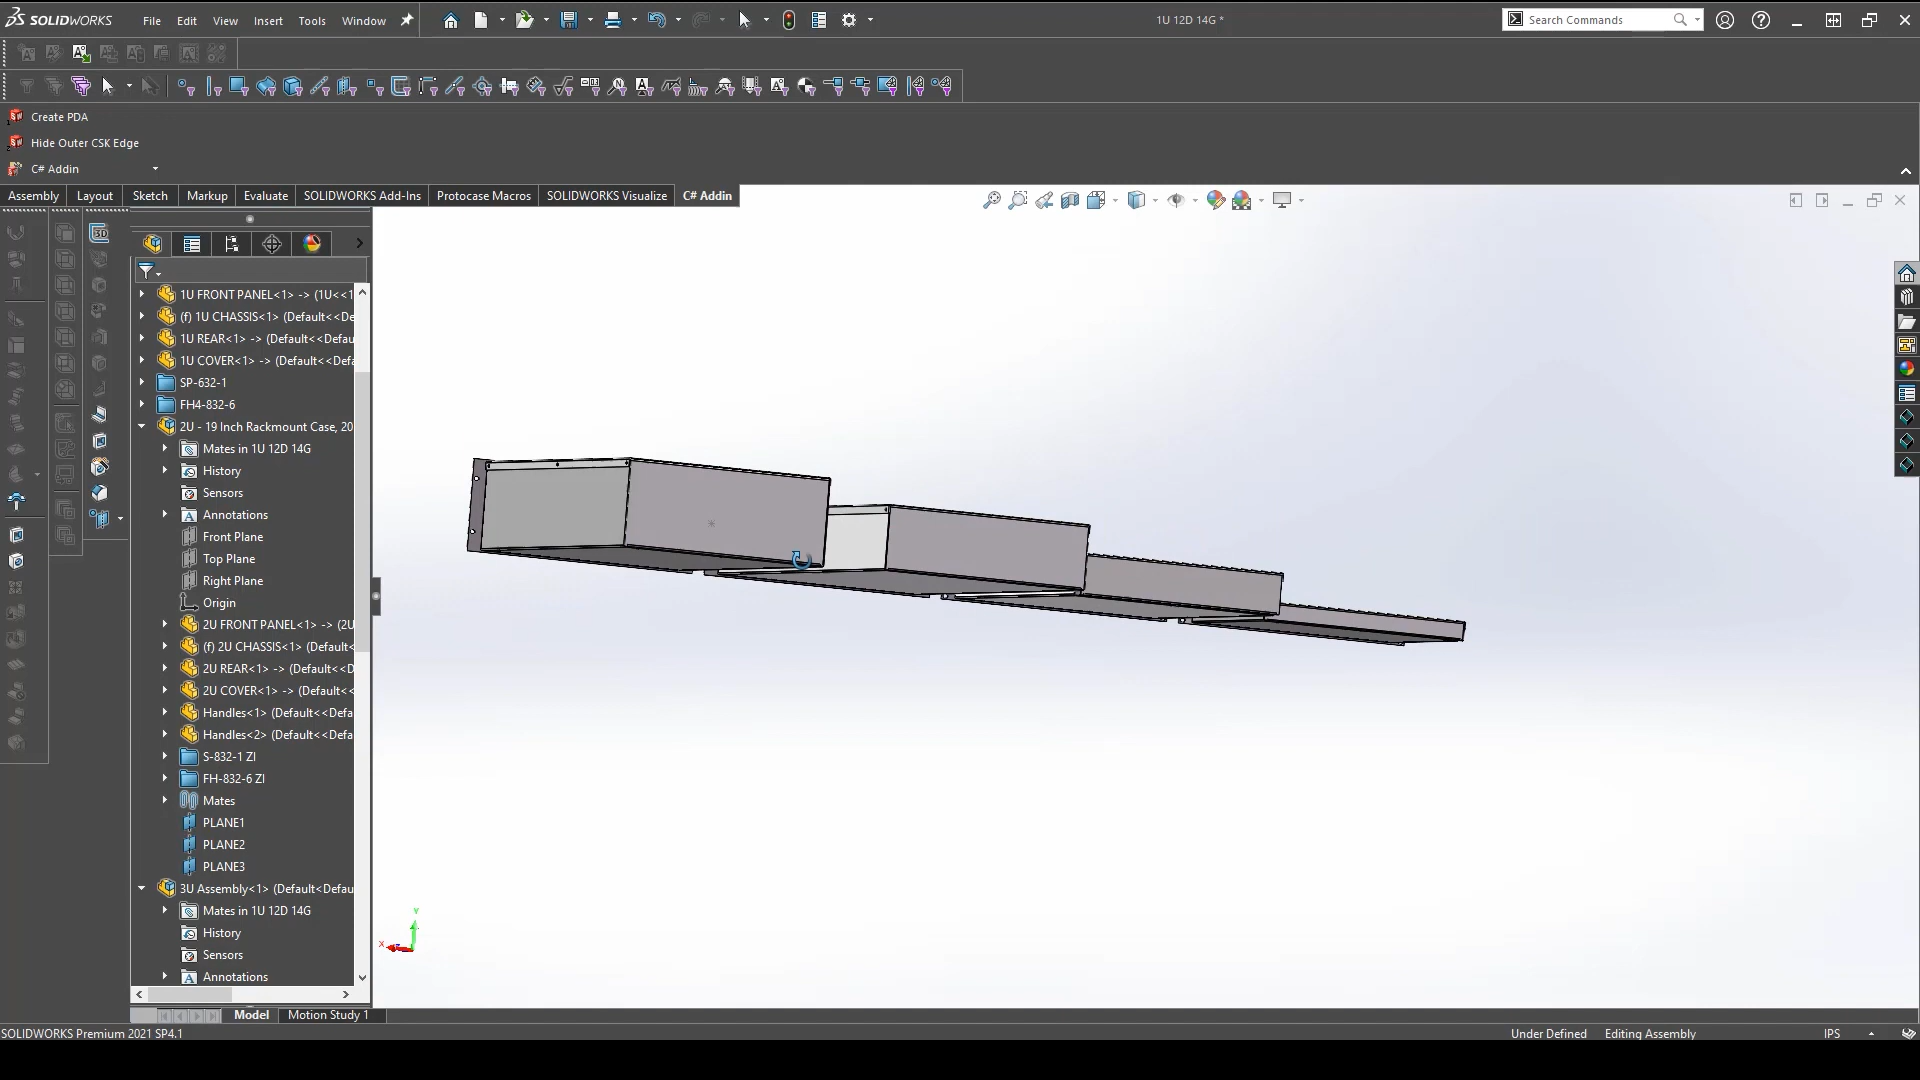 SOLIDWORKS File Edit View Insert Tools Window 1U 12D 14G * Search Commands
Create PDA
Hide Outer CSK Edge
C# Addin
Assembly Layout Sketch Markup Evaluate SOLIDWORKS Add-Ins Protocase Macros SOLIDWORKS Visualize C# Addin
1U FRONT PANEL<1> -> (1U<<1
(f) 1U CHASSIS<1> (Default<<De
1U REAR<1> -> (Default<<Defau
1U COVER<1> -> (Default<<Defa
SP-632-1
FH4-832-6
2U - 19 Inch Rackmount Case, 20
Mates in 1U 12D 14G
History
Sensors
Annotations
Front Plane
Top Plane
Right Plane
Origin
2U FRONT PANEL<1> -> (2U
(f) 2U CHASSIS<1> (Default<
2U REAR<1> -> (Default<<D
2U COVER<1> -> (Default<<
Handles<1> (Default<<Defa
Handles<2> (Default<<Defa
S-832-1 ZI
FH-832-6 ZI
Mates
PLANE1
PLANE2
PLANE3
3U Assembly<1> (Default<Defau
Mates in 1U 12D 14G
History
Sensors
Annotations
Y
X
Model Motion Study 1
SOLIDWORKS Premium 2021 SP4.1 Under Defined Editing Assembly IPS